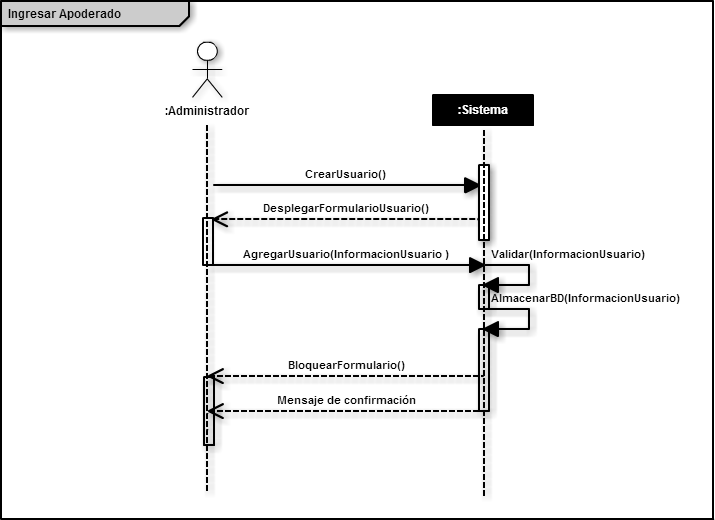 Ingresar Apoderado
:Administrador
:Sistema
CrearUsuario()
DesplegarFormularioUsuario()
AgregarUsuario(InformacionUsuario )
Validar(InformacionUsuario)
AlmacenarBD(InformacionUsuario)
BloquearFormulario()
Mensaje de confirmación